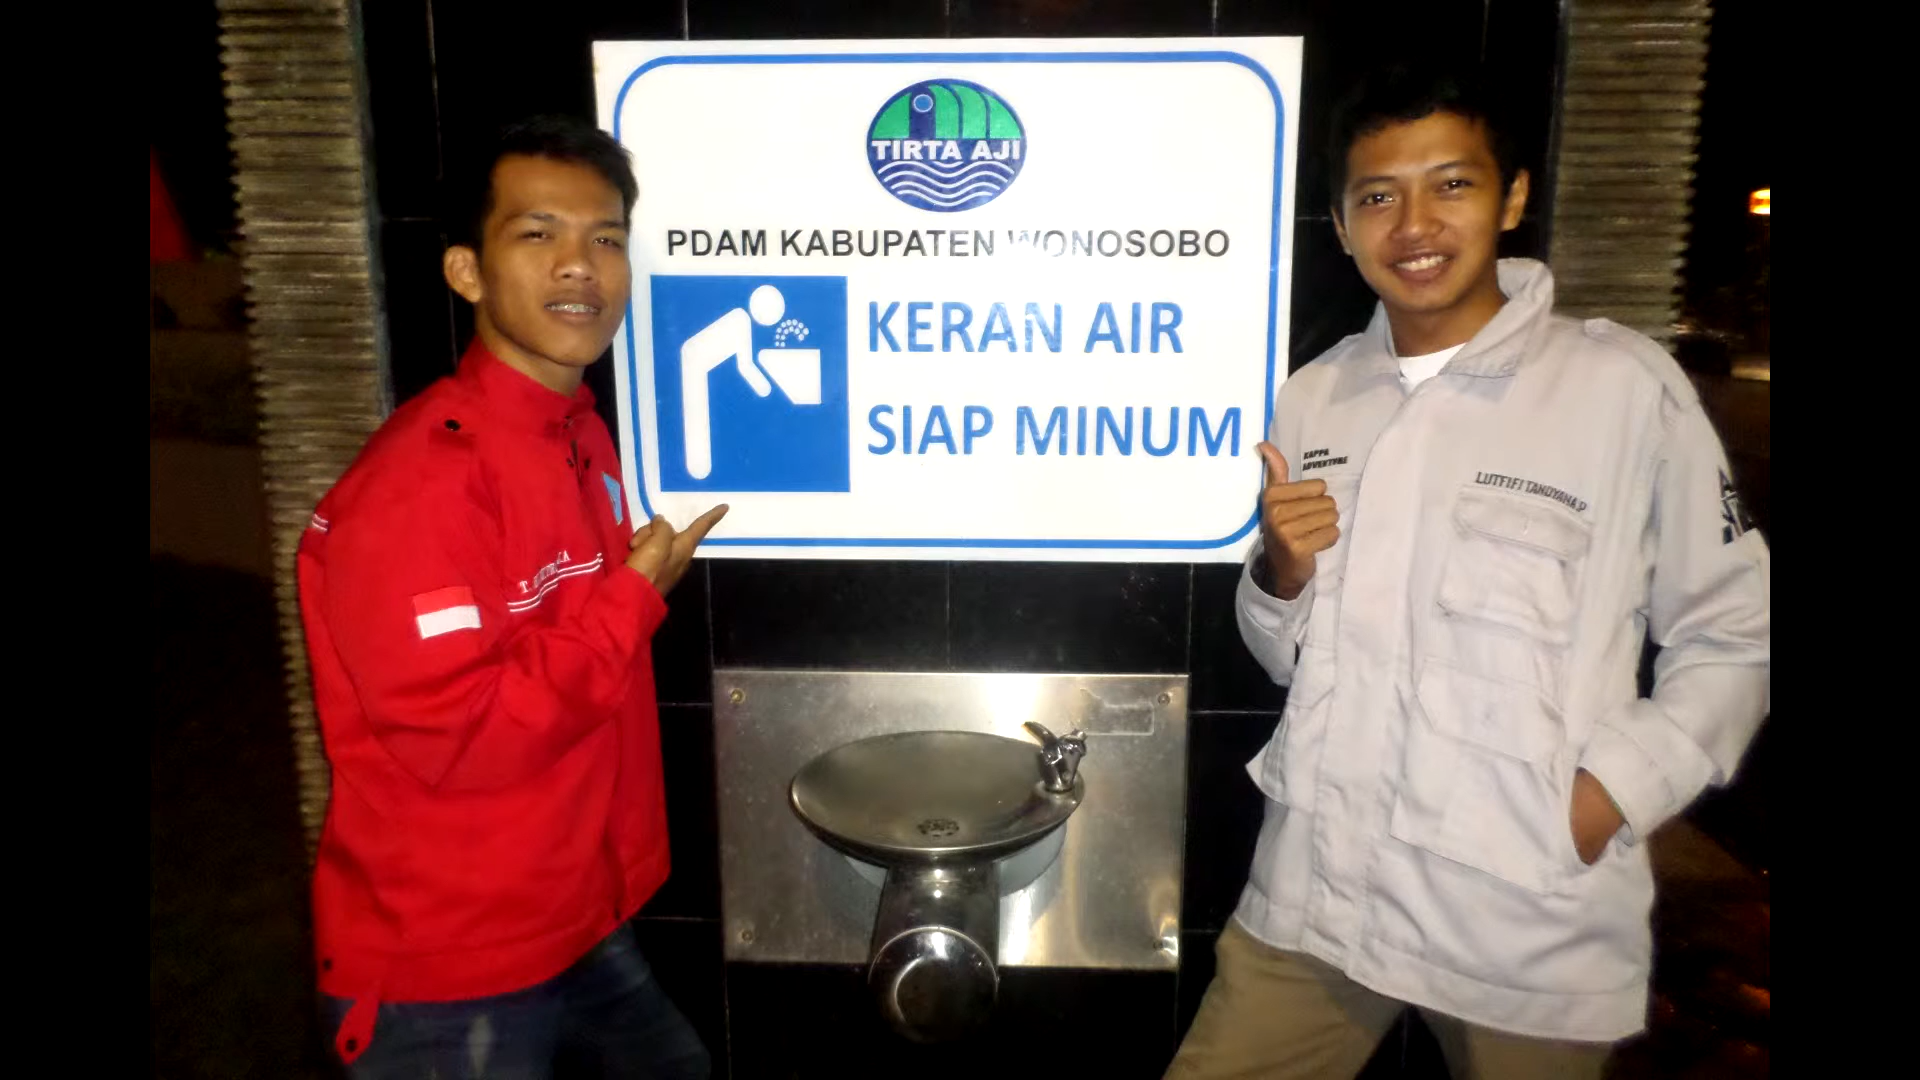 TIRTA AJI
PDAM KABUPATEN WONOSOBO
KERAN AIR
SIAP MINUM
KAPPA
ADVENTURE
LUTFIFI TANDYANA.P
T.